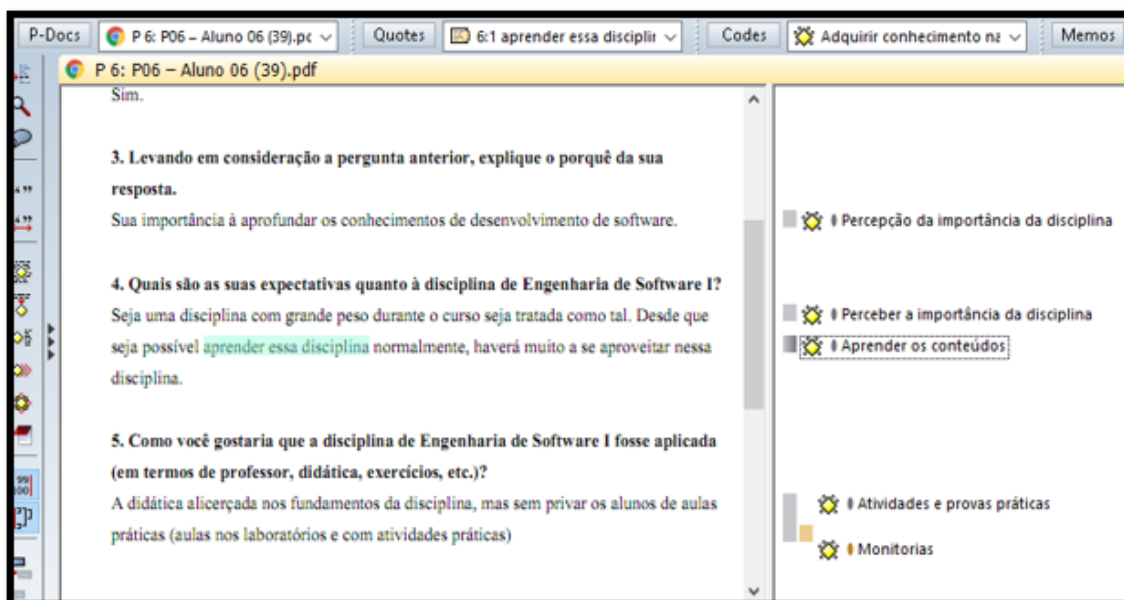 P-Docs P 6: P06 – Aluno 06 (39).pc Quotes 6:1 aprender essa disciplin Codes Adquirir conhecimento na Memos
P 6: P06 – Aluno 06 (39).pdf
Sim.
3. Levando em consideração a pergunta anterior, explique o porquê da sua
resposta.
Sua importância à aprofundar os conhecimentos de desenvolvimento de software.
Percepção da importância da disciplina
4. Quais são as suas expectativas quanto à disciplina de Engenharia de Software I?
Seja uma disciplina com grande peso durante o curso seja tratada como tal. Desde que
Perceber a importância da disciplina
seja possível aprender essa disciplina normalmente, haverá muito a se aproveitar nessa
Aprender os conteúdos
disciplina.
5. Como você gostaria que a disciplina de Engenharia de Software I fosse aplicada
(em termos de professor, didática, exercícios, etc.)?
A didática alicerçada nos fundamentos da disciplina, mas sem privar os alunos de aulas
Atividades e provas práticas
práticas (aulas nos laboratórios e com atividades práticas)
Monitorias